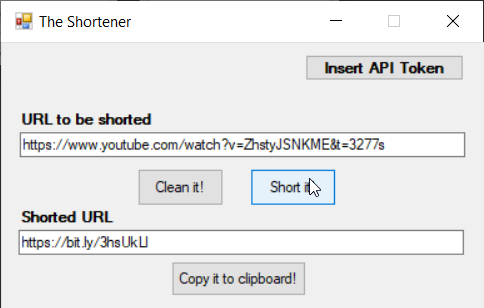 The Shortener
Insert API Token
URL to be shorted
https://www.youtube.com/watch?v=ZhstyJSNKME&t=3277s
Clean it!
Short it!
Shorted URL
https://bit.ly/3hsUkLl
Copy it to clipboard!